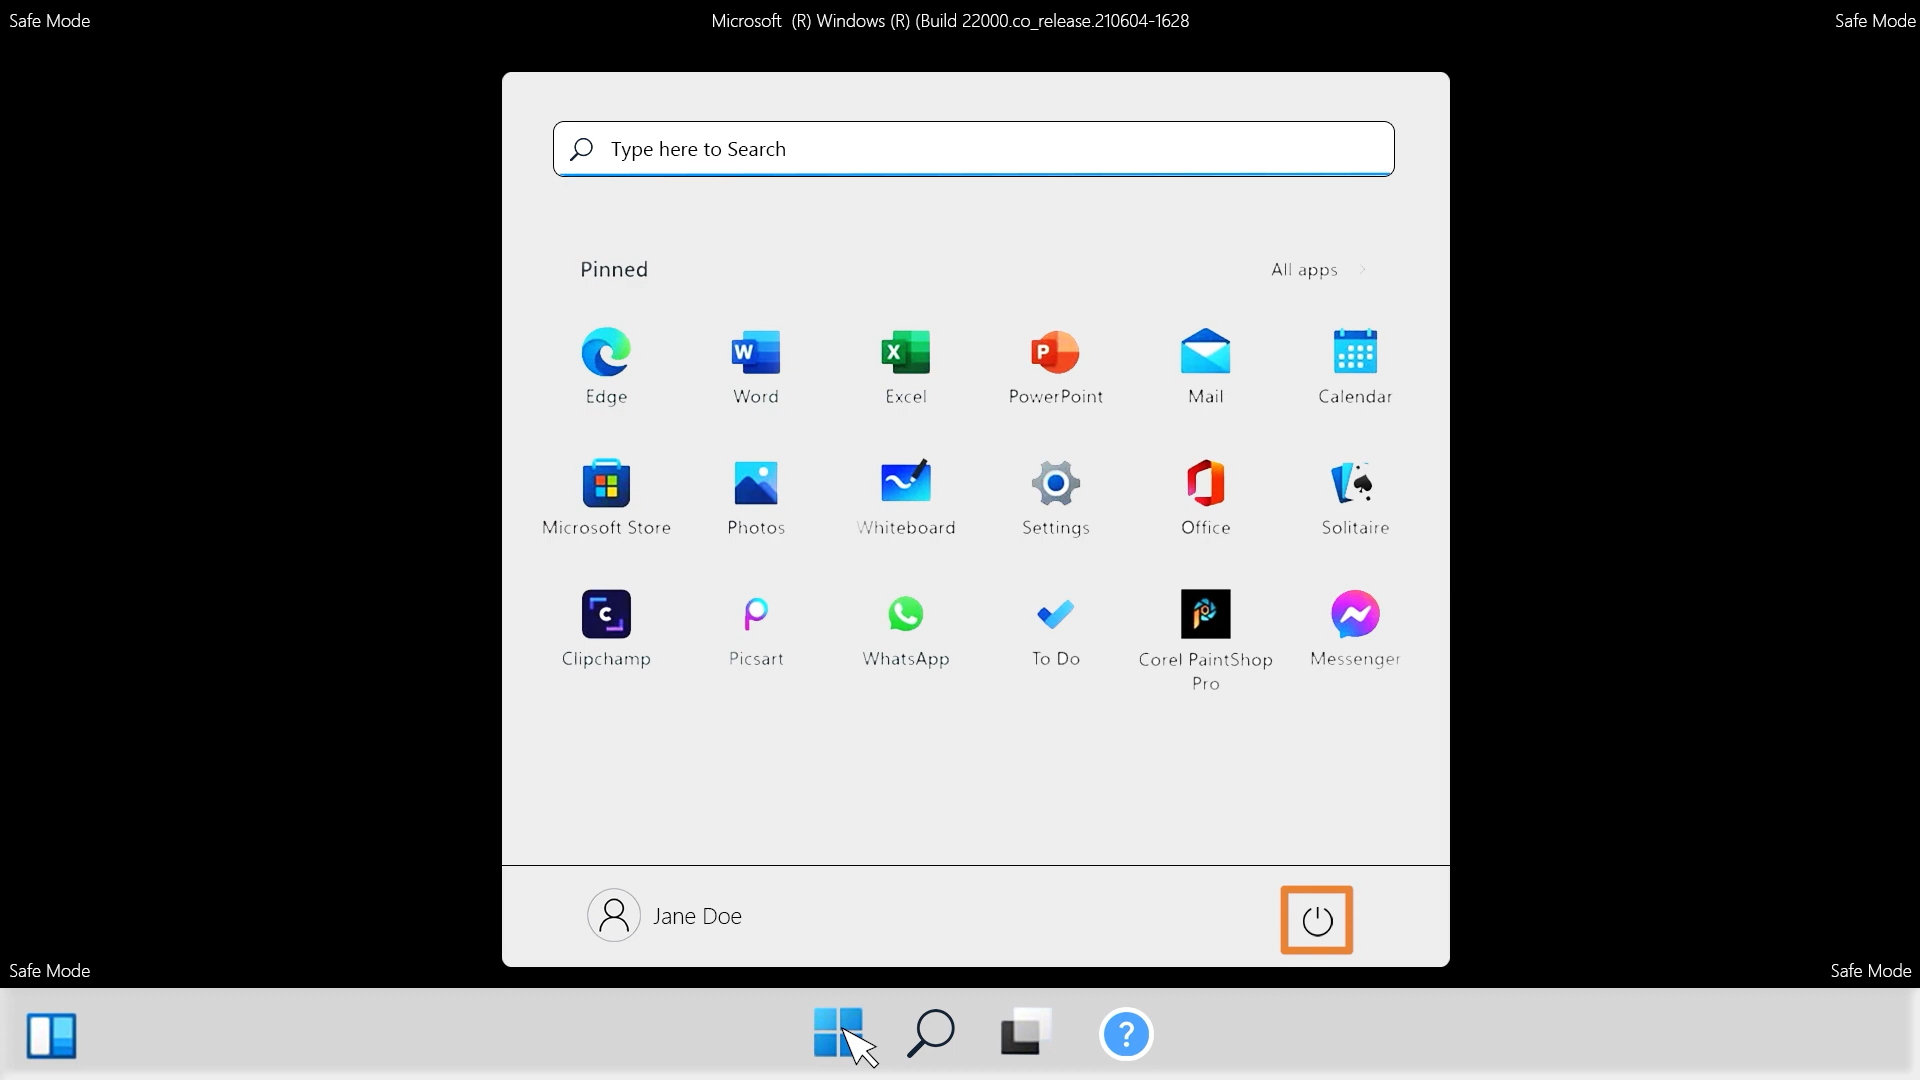 Safe Mode
Microsoft (R) Windows (R) (Build 22000.co_release.210604-1628
Safe Mode
Type here to Search
Pinned
All apps
Edge
Word
Excel
PowerPoint
Mail
Calendar
Microsoft Store
Photos
Whiteboard
Settings
Office
Solitaire
Clipchamp
Picsart
WhatsApp
To Do
Corel PaintShop
Pro
Messenger
Jane Doe
Safe Mode
Safe Mode